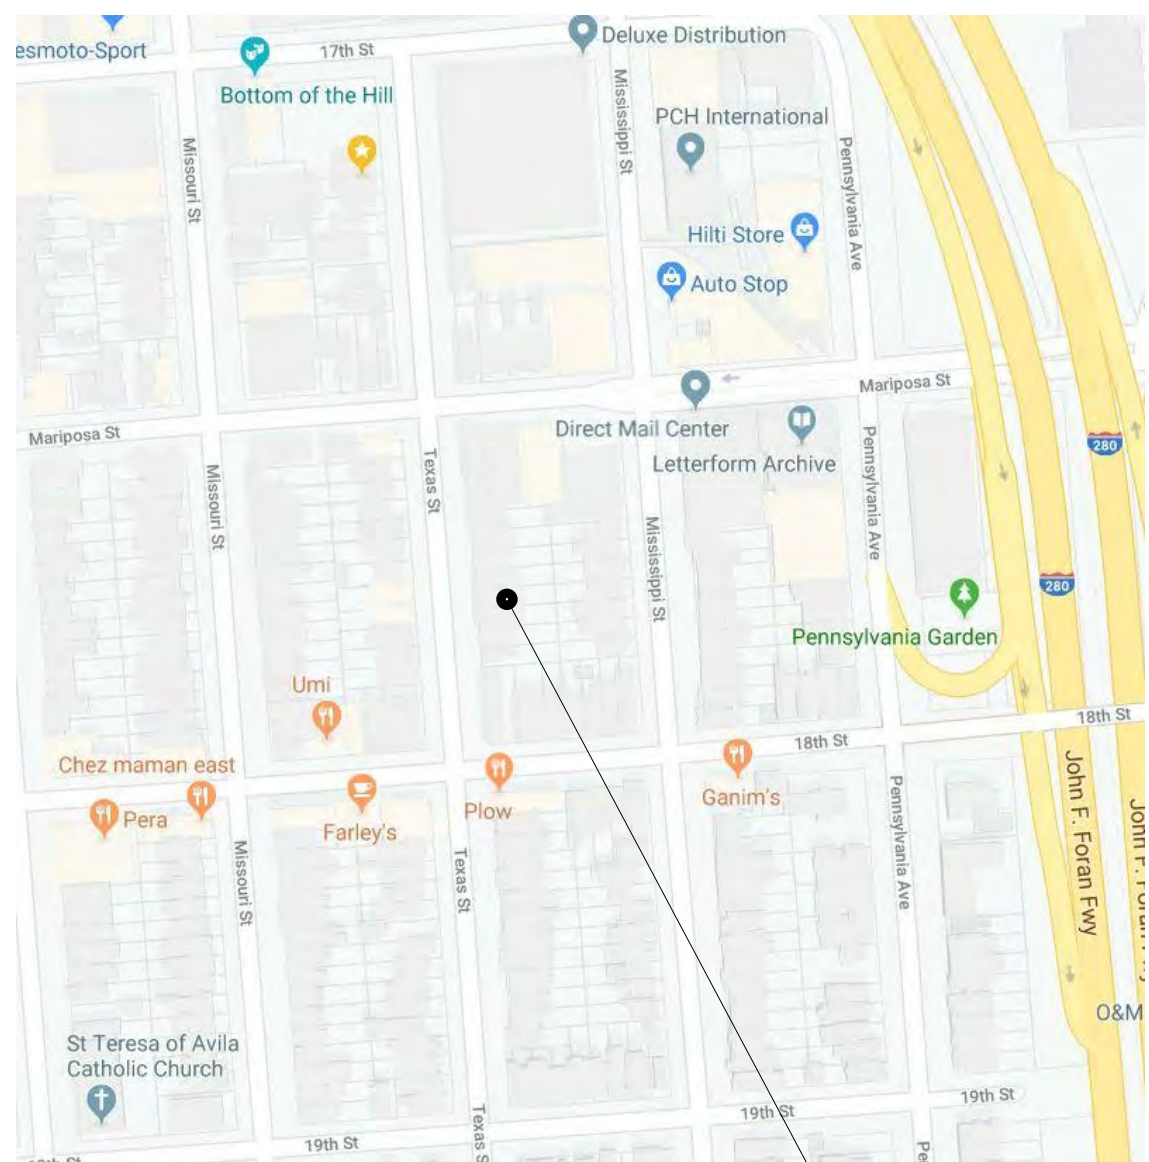 esmoto-Sport
17th St
Deluxe Distribution
Bottom of the Hill
Mississippi St
PCH International
Missouri St
Pennsylvania Ave
Hilti Store
Auto Stop
Mariposa St
Direct Mail Center
Mariposa St
Letterform Archive
280
Texas St
Missouri St
Pennsylvania Ave
Mississippi St
280
Pennsylvania Garden
Umi
18th St
18th St
Chez maman east
Pera
Farley's
Plow
Ganim's
John F. Foran Fwy
John F. Foran Fwy
Pennsylvania Ave
Missouri St
Texas St
O&M
St Teresa of Avila
Catholic Church
19th St
19th St
Texas S
19th St
Pe